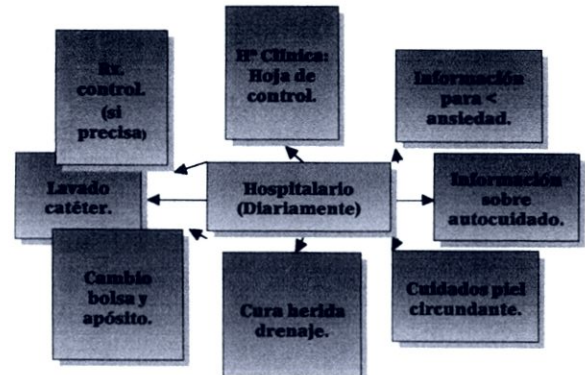 Rx.
control.
(si
precisa)
Hª Clínica:
Hoja de
control.
Información
para <
ansiedad.
Lavado
catéter.
Hospitalario
(Diariamente)
Información
sobre
autocuidado.
Cambio
bolsa y
apósito.
Cura herida
drenaje.
Cuidados piel
circundante.